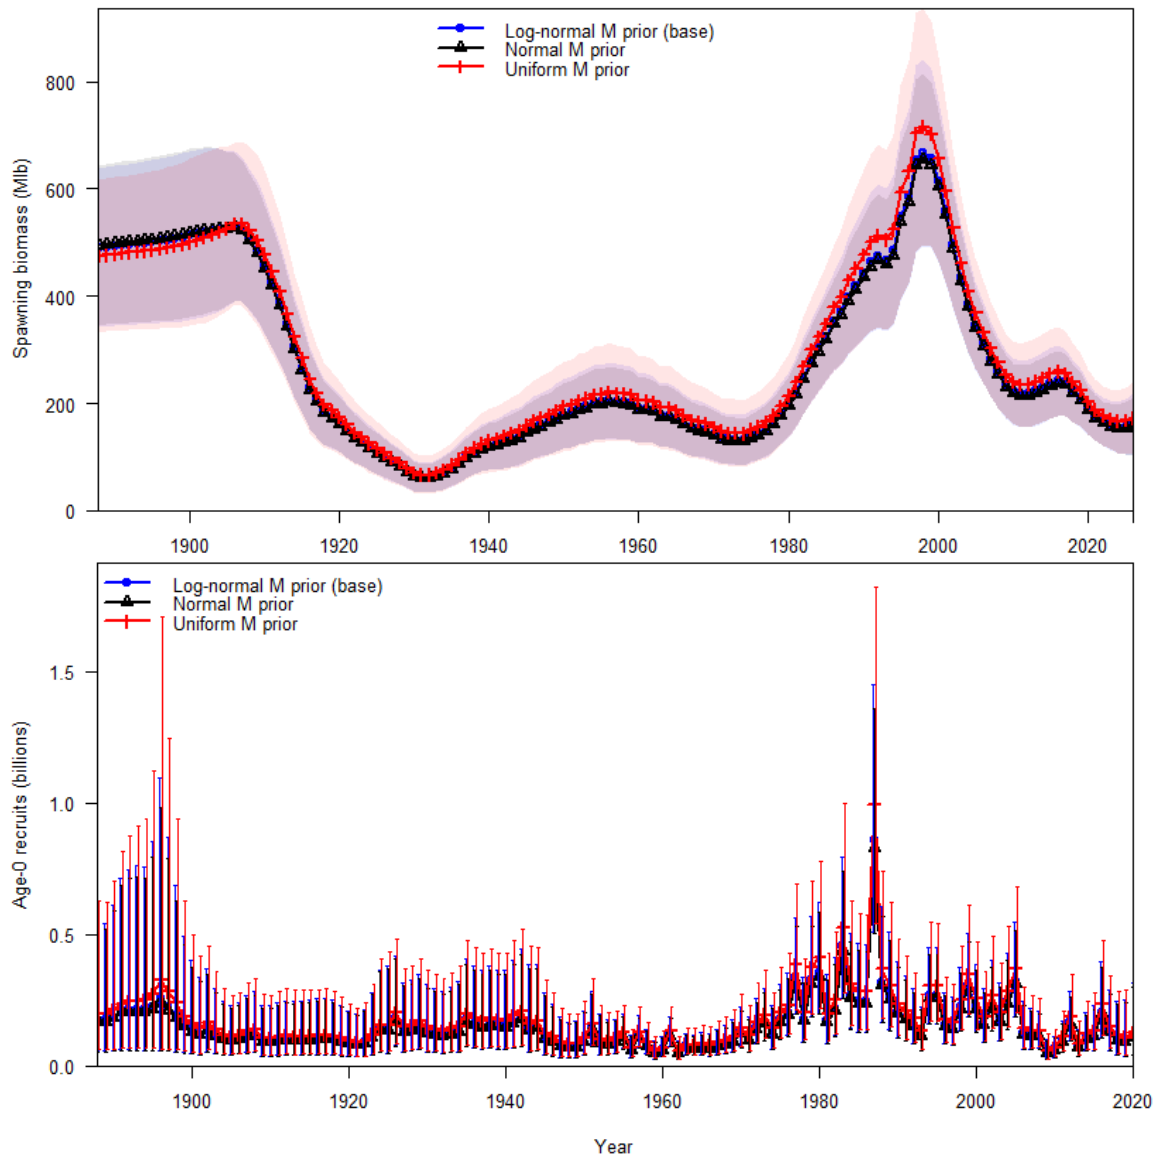 Log-normal M prior (base)
Normal M prior
Uniform M prior
Spawning biomass (Mlb)
800
600
400
200
0
1900 1920 1940 1960 1980 2000 2020
Log-normal M prior (base)
Normal M prior
Uniform M prior
Age-0 recruits (billions)
1.5
1.0
0.5
0.0
1900 1920 1940 1960 1980 2000 2020
Year